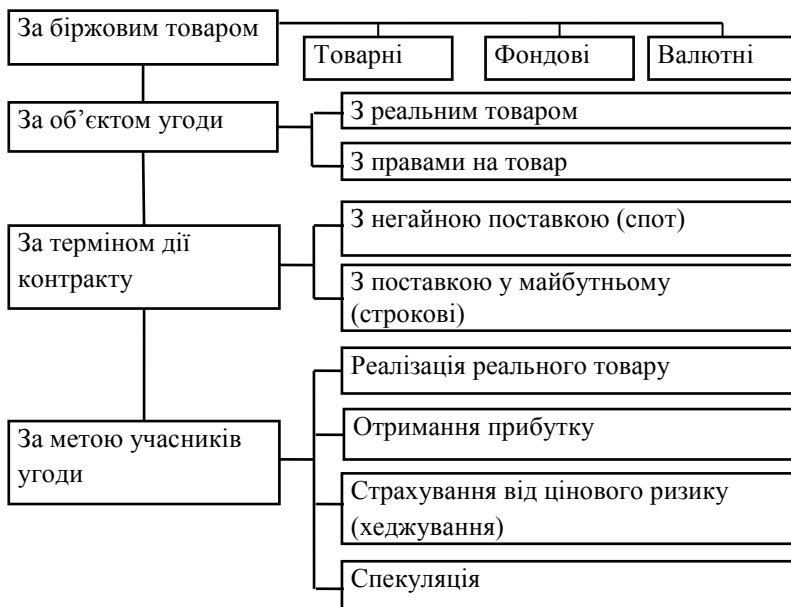 За біржовим товаром
Товарні
Фондові
Валютні
За об’єктом угоди
З реальним товаром
З правами на товар
За терміном дії
контракту
З негайною поставкою (спот)
З поставкою у майбутньому
(строкові)
За метою учасників
угоди
Реалізація реального товару
Отримання прибутку
Страхування від цінового ризику
(хеджування)
Спекуляція